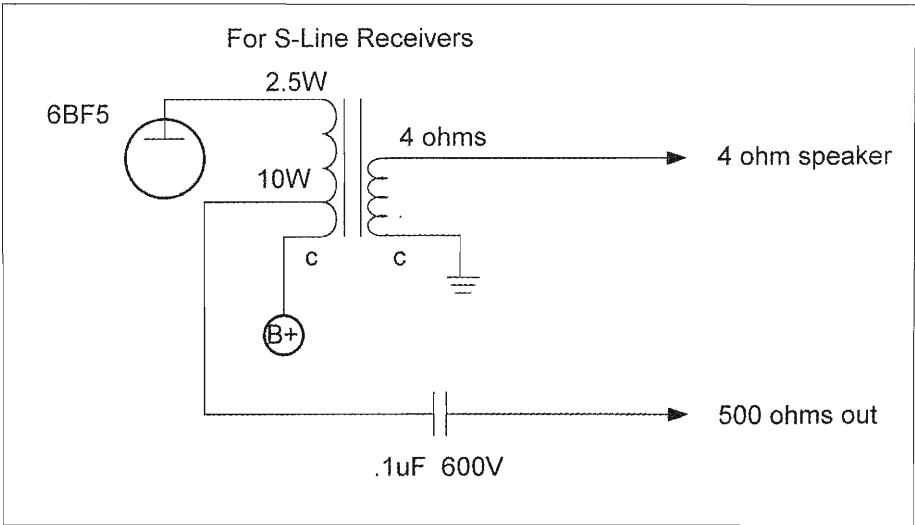 For S-Line Receivers
2.5W
6BF5
4 ohms
4 ohm speaker
10W
c
c
B+
500 ohms out
.1uF 600V